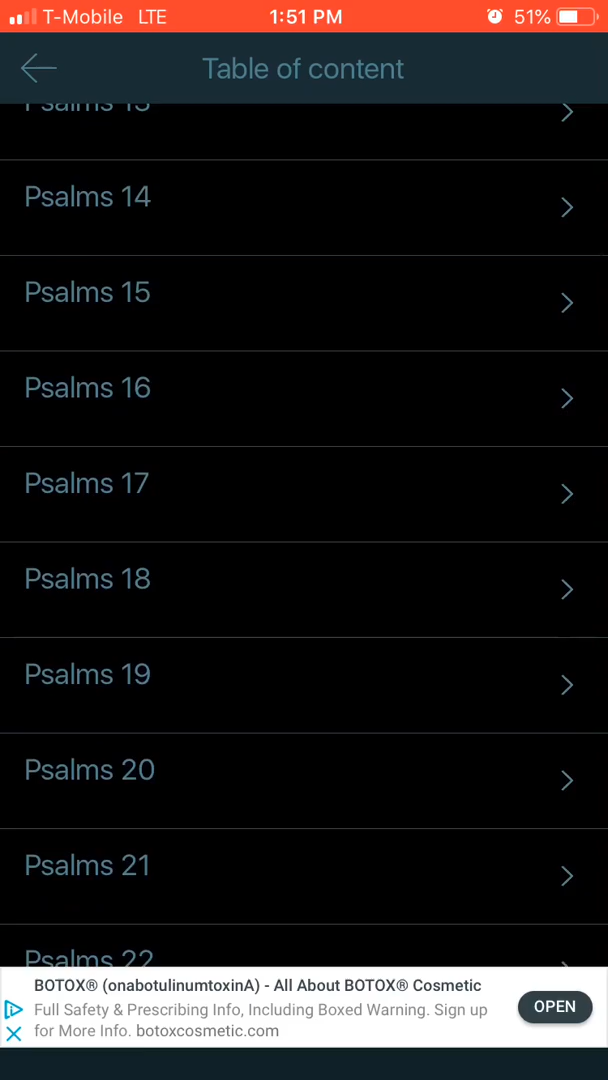 T-Mobile LTE 1:51 PM 51%
Table of content
Psalms 13
Psalms 14
Psalms 15
Psalms 16
Psalms 17
Psalms 18
Psalms 19
Psalms 20
Psalms 21
Psalms 22
BOTOX® (onabotulinumtoxinA) - All About BOTOX® Cosmetic
Full Safety & Prescribing Info, Including Boxed Warning. Sign up
for More Info. botoxcosmetic.com
OPEN